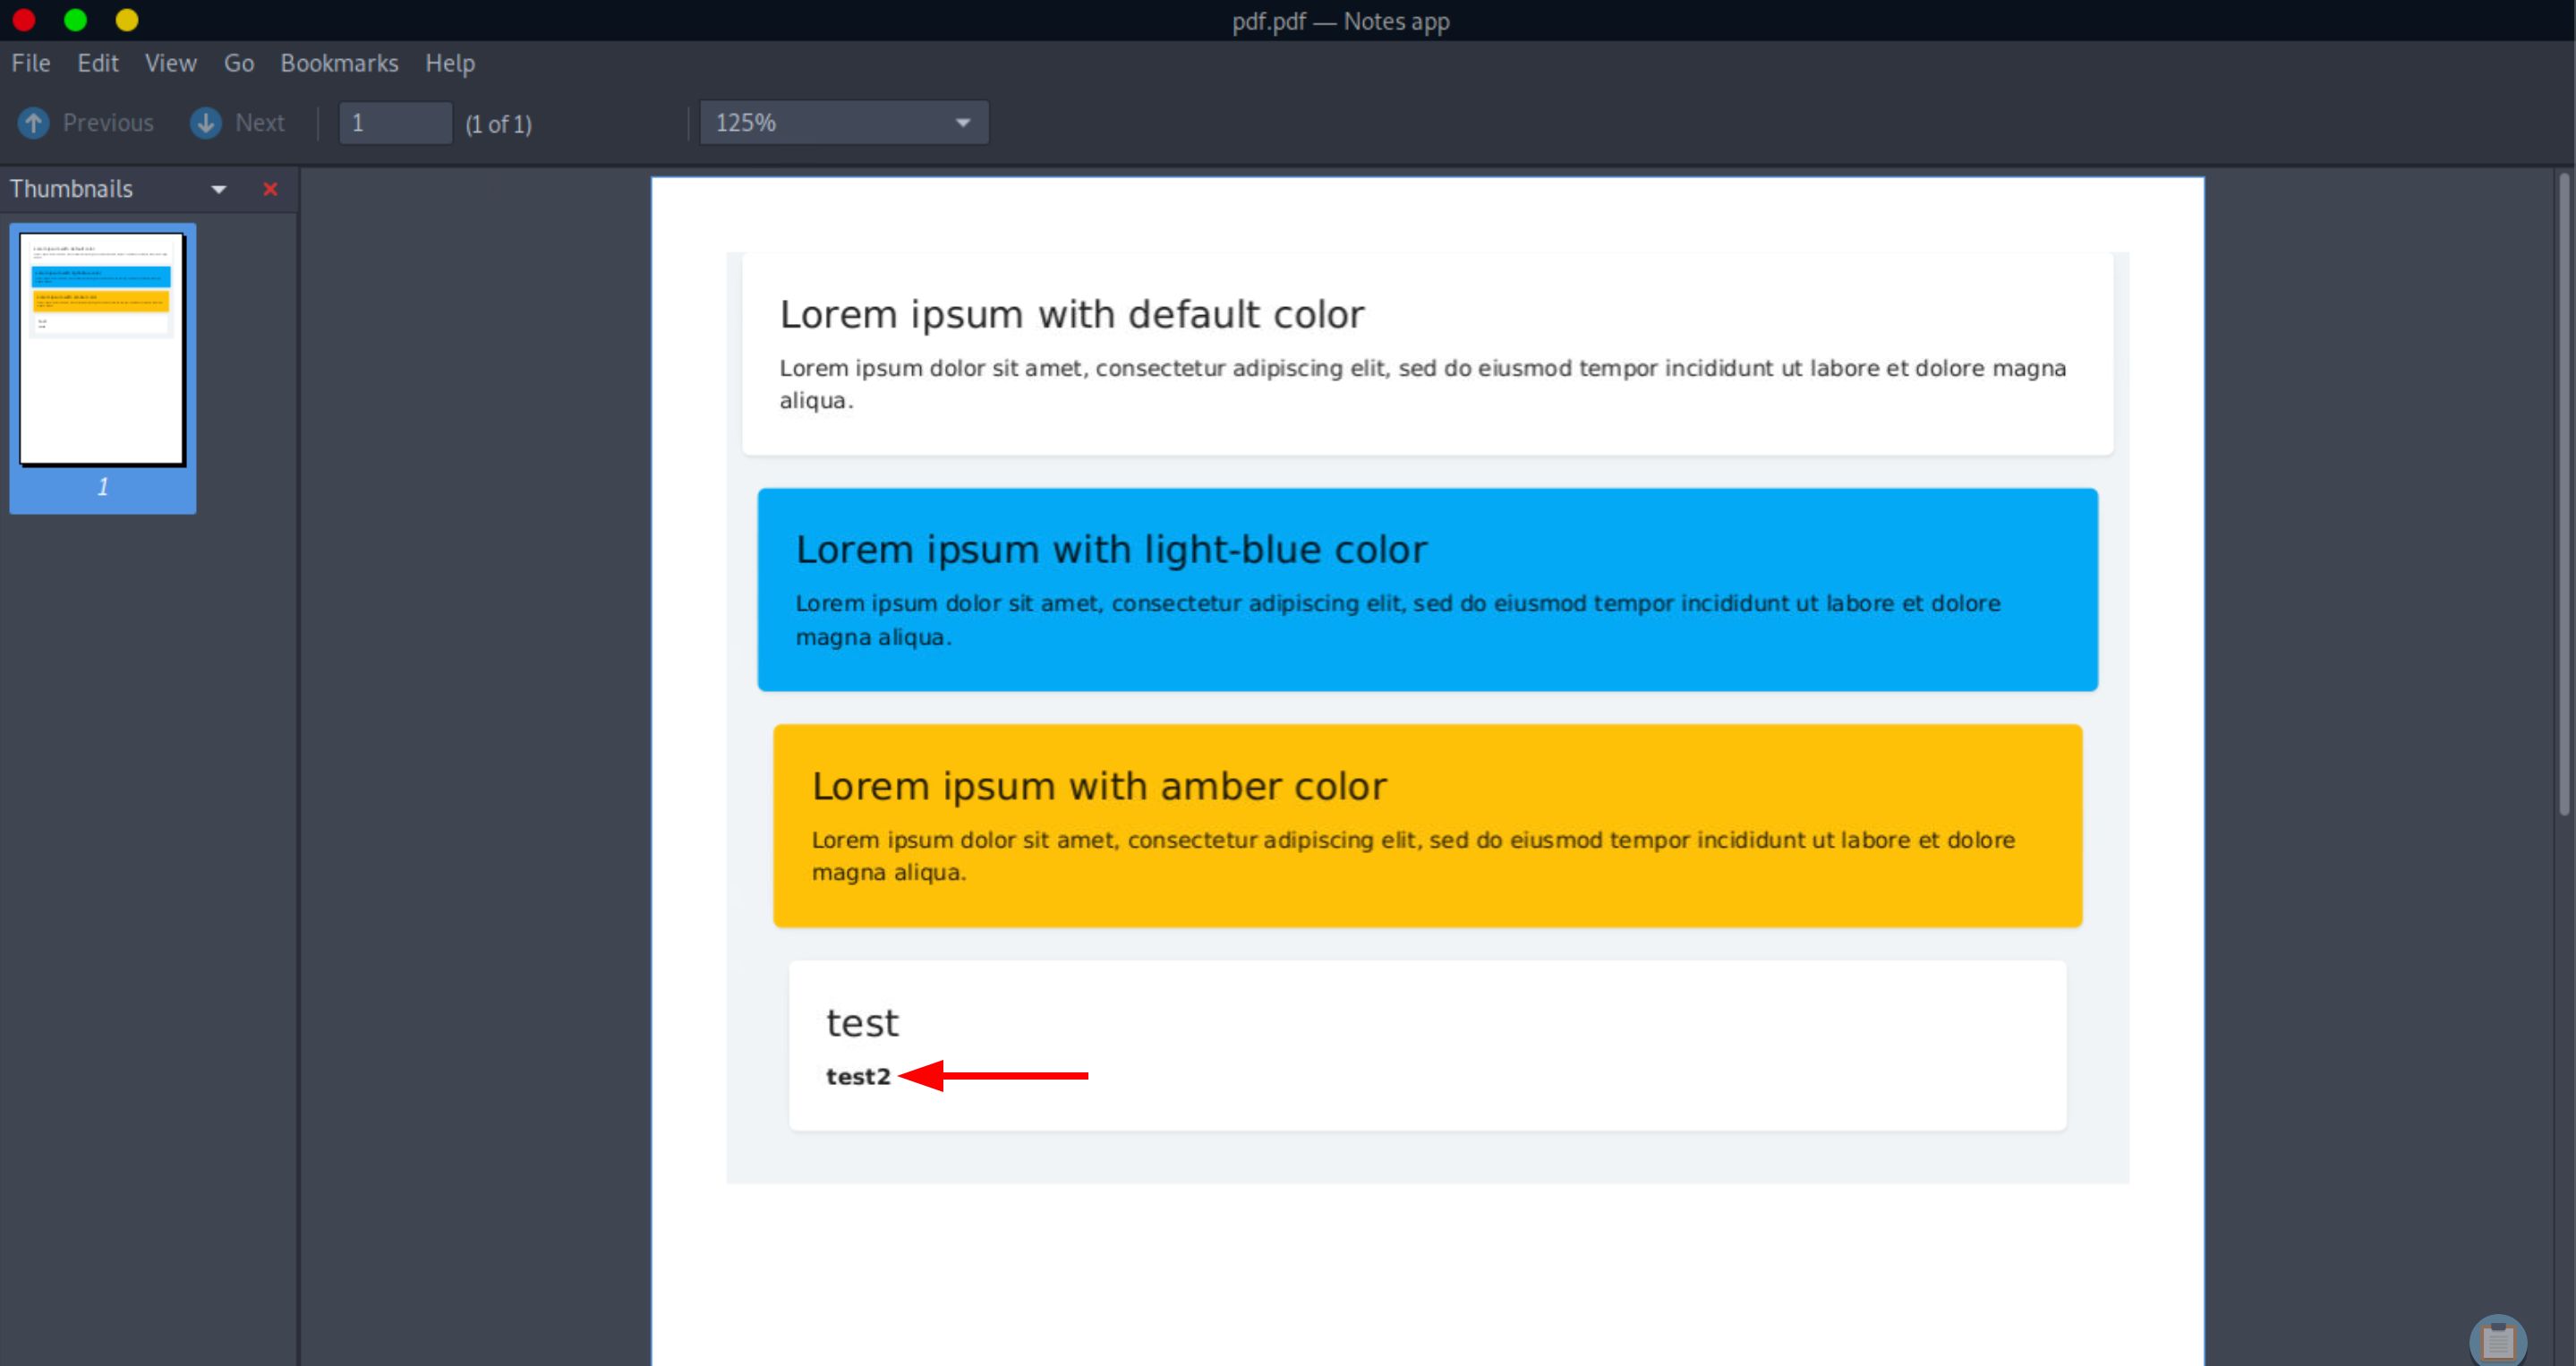 pdf.pdf — Notes app
File Edit View Go Bookmarks Help
Previous Next 1 (1 of 1) 125%
Thumbnails
1
Lorem ipsum with default color
Lorem ipsum dolor sit amet, consectetur adipiscing elit, sed do eiusmod tempor incididunt ut labore et dolore magna
aliqua.
Lorem ipsum with light-blue color
Lorem ipsum dolor sit amet, consectetur adipiscing elit, sed do eiusmod tempor incididunt ut labore et dolore
magna aliqua.
Lorem ipsum with amber color
Lorem ipsum dolor sit amet, consectetur adipiscing elit, sed do eiusmod tempor incididunt ut labore et dolore
magna aliqua.
test
test2